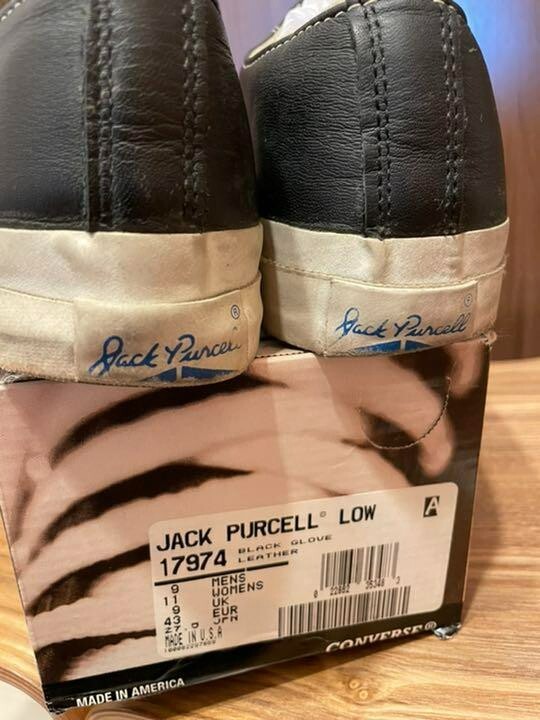 ®
Jack Purcell
®
Jack Purcell
JACK PURCELL® LOW
A
17974 BLACK GLOVE LEATHER
9 MENS
11 WOMENS
9 UK
43 EUR
JPN
MADE IN U.S.A
CONVERSE®
MADE IN AMERICA